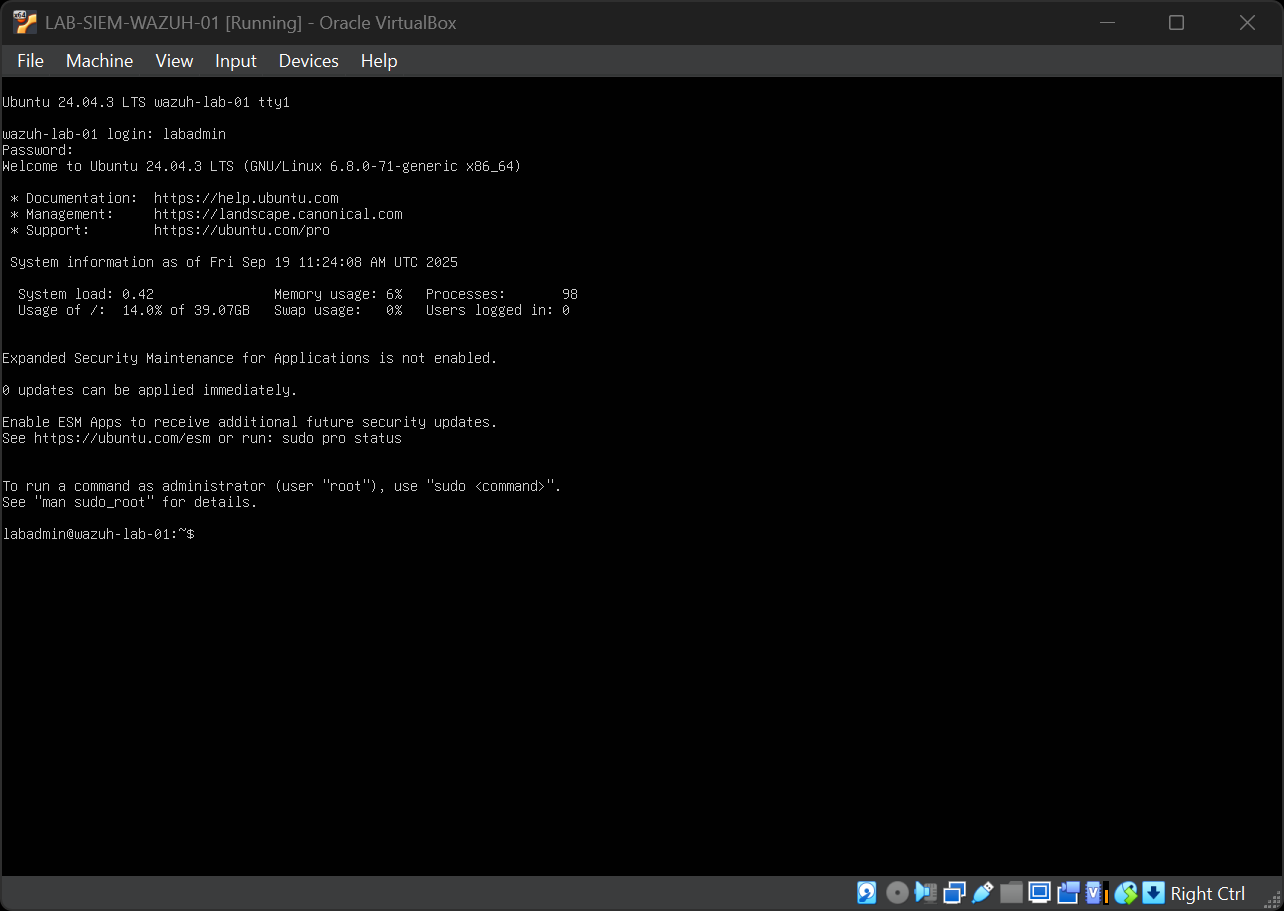 LAB-SIEM-WAZUH-01 [Running] - Oracle VirtualBox
File Machine View Input Devices Help
Ubuntu 24.04.3 LTS wazuh-lab-01 tty1
wazuh-lab-01 login: labadmin
Password:
Welcome to Ubuntu 24.04.3 LTS (GNU/Linux 6.8.0-71-generic x86_64)
* Documentation: https://help.ubuntu.com
* Management: https://landscape.canonical.com
* Support: https://ubuntu.com/pro
System information as of Fri Sep 19 11:24:08 AM UTC 2025
System load: 0.42 Memory usage: 6% Processes: 98
Usage of /: 14.0% of 39.07GB Swap usage: 0% Users logged in: 0
Expanded Security Maintenance for Applications is not enabled.
0 updates can be applied immediately.
Enable ESM Apps to receive additional future security updates.
See https://ubuntu.com/esm or run: sudo pro status
To run a command as administrator (user "root"), use "sudo <command>".
See "man sudo_root" for details.
labadmin@wazuh-lab-01:~$
Right Ctrl